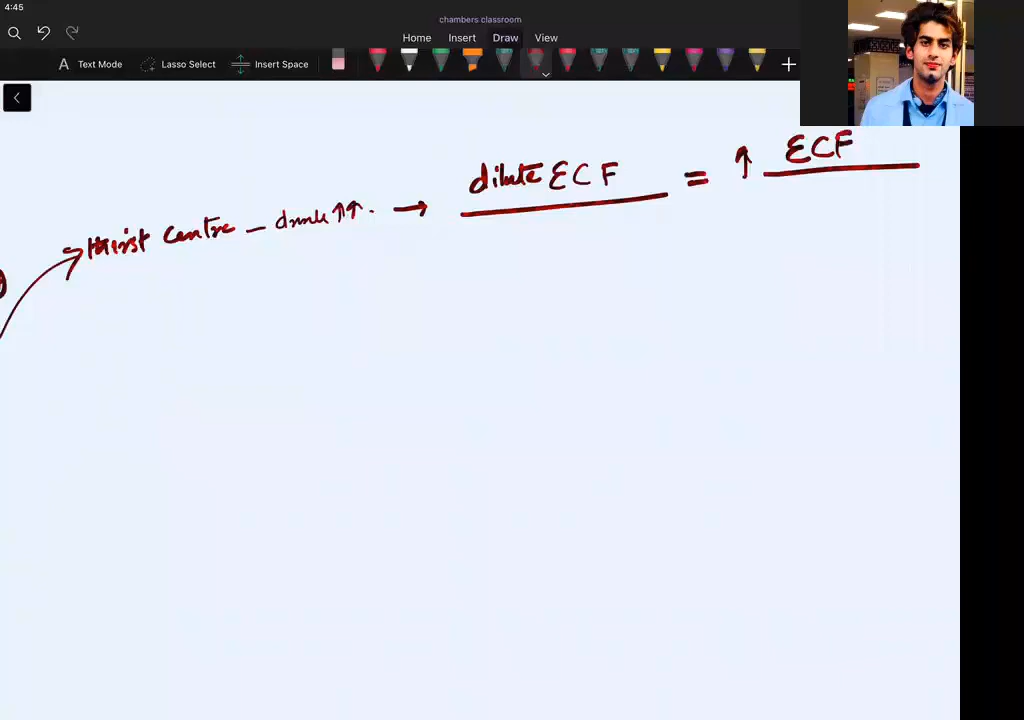 4:45
chambers classroom
Home Insert Draw View
Text Mode Lasso Select Insert Space
thirst centre – drink ↑↑. → dilute ECF = ↑ ECF